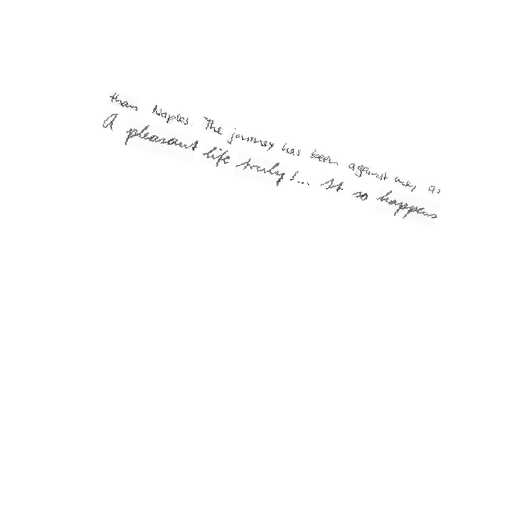 than Naples. The journey has been against me, as
A pleasant life truly!... It so happens